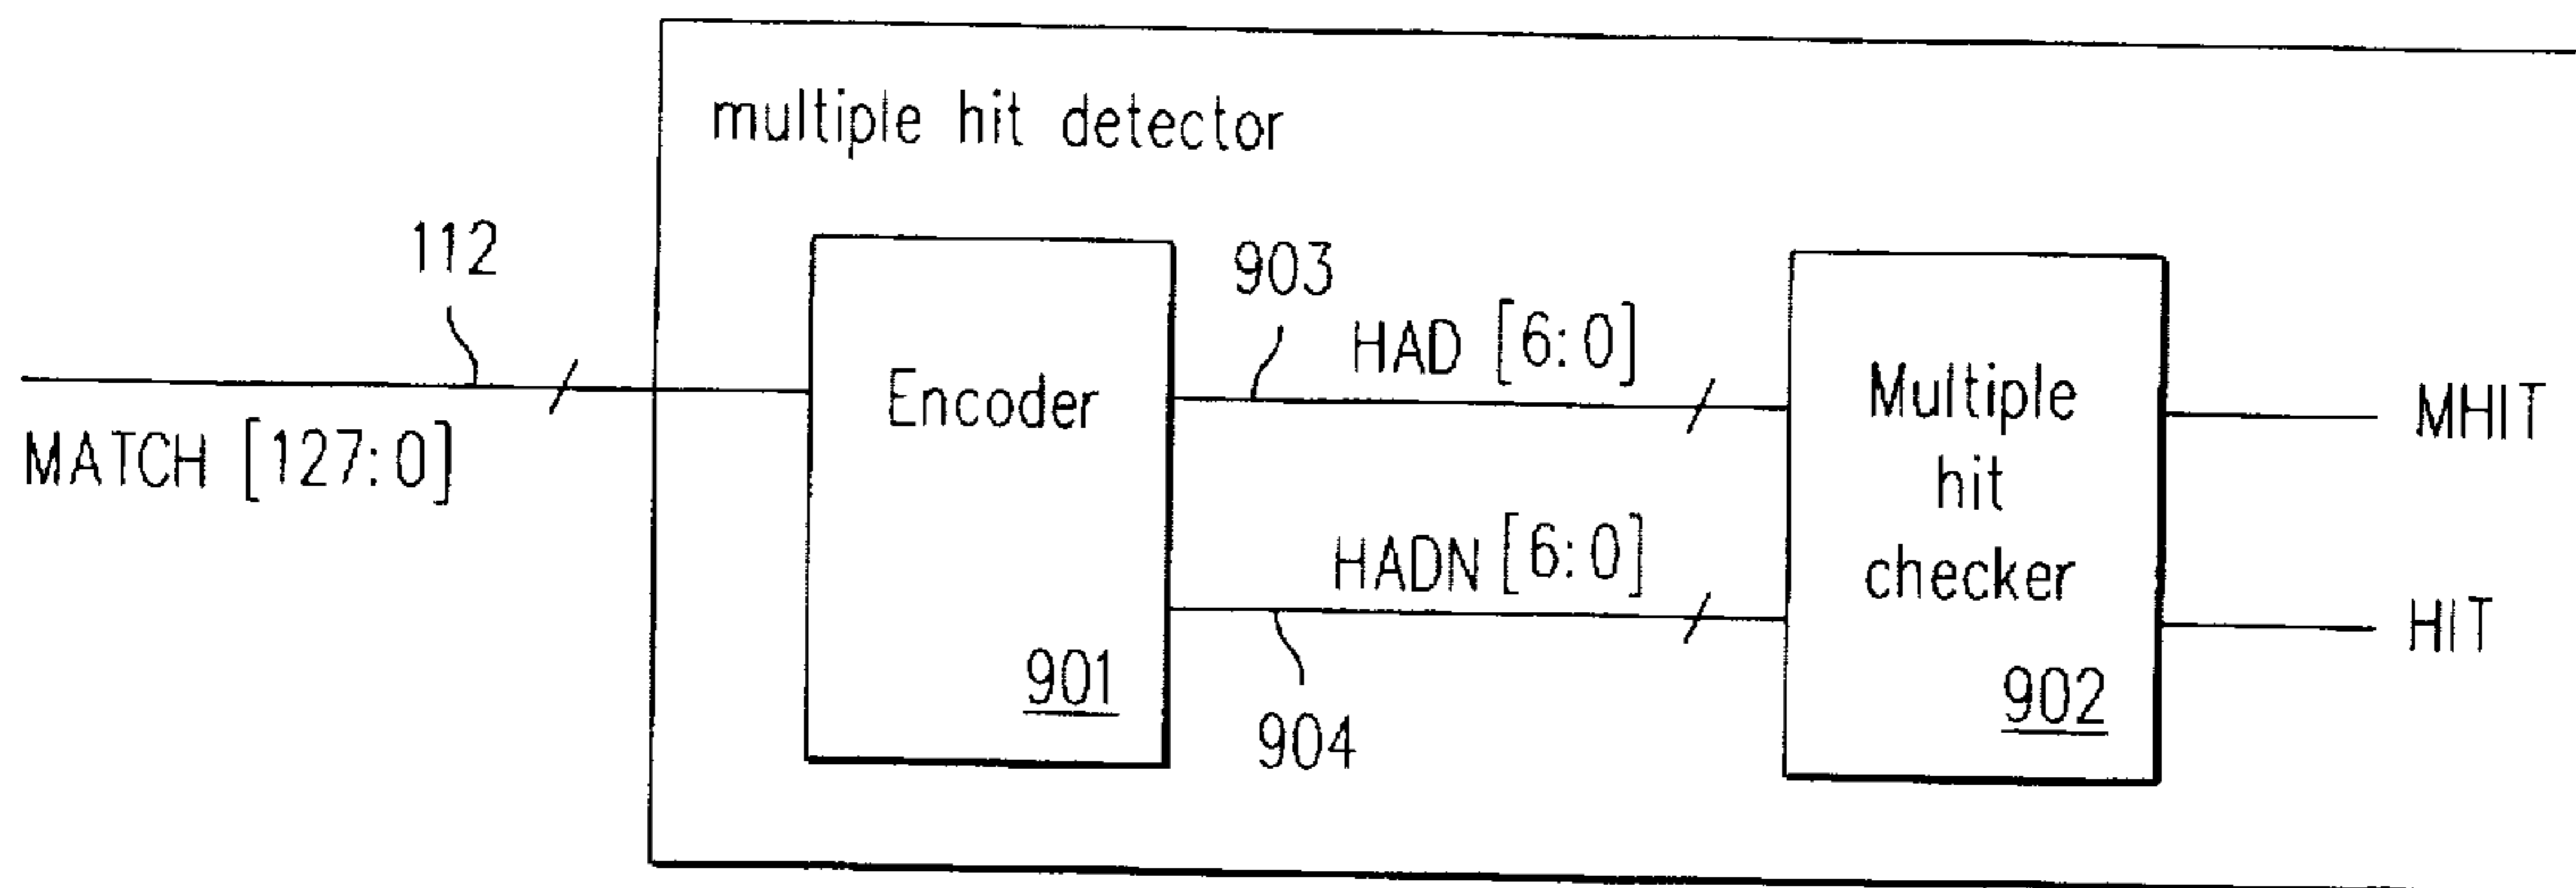 multiple hit detector
112
MATCH [127:0]
Encoder
901
903
HAD [6:0]
HADN [6:0]
904
Multiple
hit
checker
902
MHIT
HIT